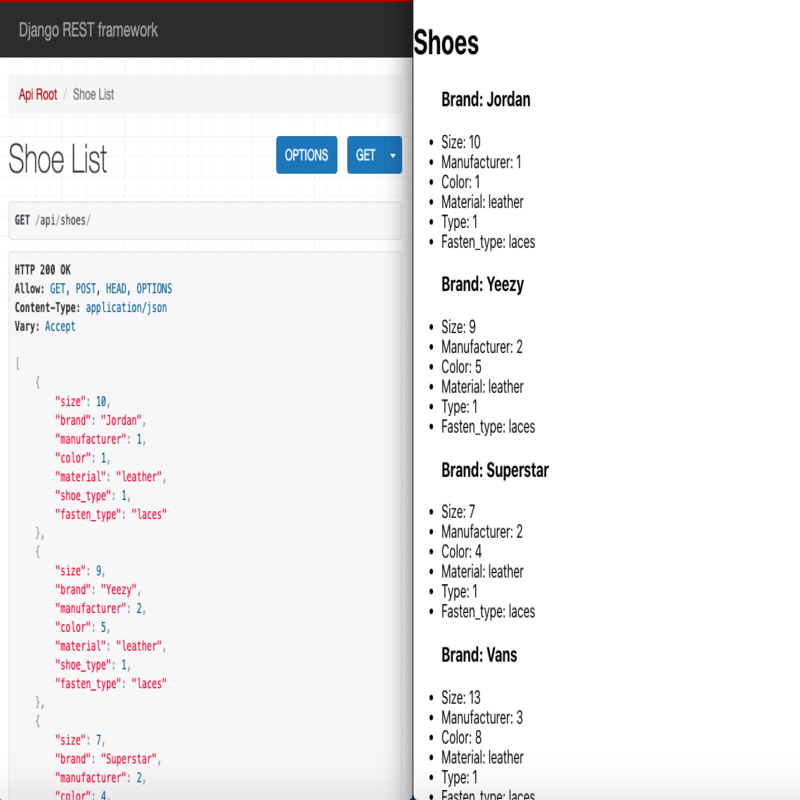 Django REST framework
Api Root / Shoe List
Shoe List
OPTIONS
GET
GET /api/shoes/
HTTP 200 OK
Allow: GET, POST, HEAD, OPTIONS
Content-Type: application/json
Vary: Accept
[
{
"size": 10,
"brand": "Jordan",
"manufacturer": 1,
"color": 1,
"material": "leather",
"shoe_type": 1,
"fasten_type": "laces"
},
{
"size": 9,
"brand": "Yeezy",
"manufacturer": 2,
"color": 5,
"material": "leather",
"shoe_type": 1,
"fasten_type": "laces"
},
{
"size": 7,
"brand": "Superstar",
"manufacturer": 2,
"color": 4,
Shoes
Brand: Jordan
Size: 10
Manufacturer: 1
Color: 1
Material: leather
Type: 1
Fasten_type: laces
Brand: Yeezy
Size: 9
Manufacturer: 2
Color: 5
Material: leather
Type: 1
Fasten_type: laces
Brand: Superstar
Size: 7
Manufacturer: 2
Color: 4
Material: leather
Type: 1
Fasten_type: laces
Brand: Vans
Size: 13
Manufacturer: 3
Color: 8
Material: leather
Type: 1
Fasten_type: laces